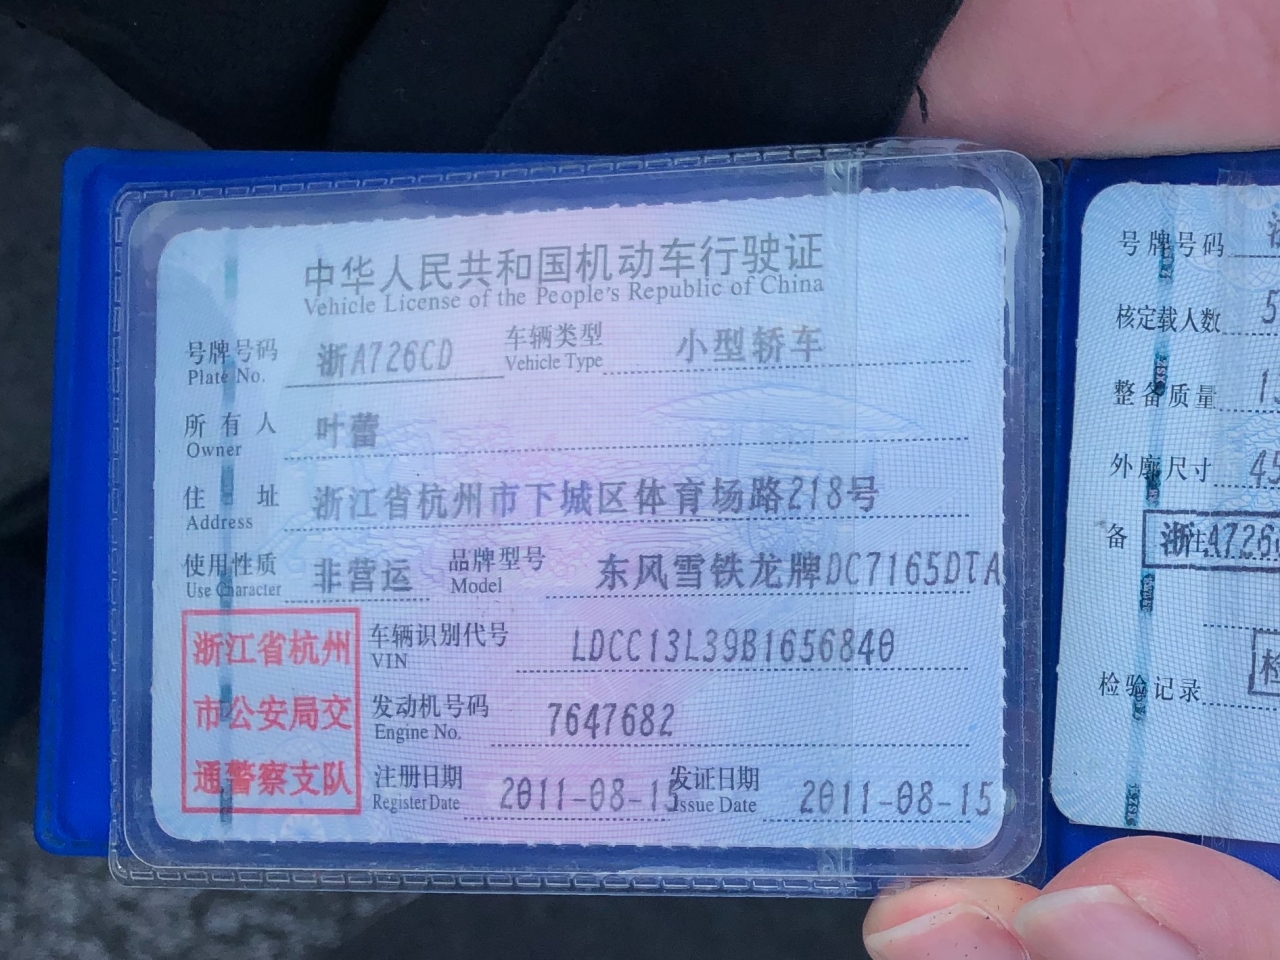 中华人民共和国机动车行驶证
Vehicle License of the People's Republic of China
号牌号码 浙A726CD 车辆类型 小型轿车
Plate No. Vehicle Type
所有人 叶蕾
Owner
住址 浙江省杭州市下城区体育场路218号
Address
使用性质 非营运 品牌型号 东风雪铁龙牌DC7165DTA
Use Character Model
浙江省杭州
市公安局交
通警察支队
车辆识别代号 LDCC13L39B1656840
VIN
发动机号码 7647682
Engine No.
注册日期 2011-08-15 发证日期 2011-08-15
Register Date Issue Date
号牌号码
核定载人数 5
整备质量
外廓尺寸
备
浙A726
检验记录